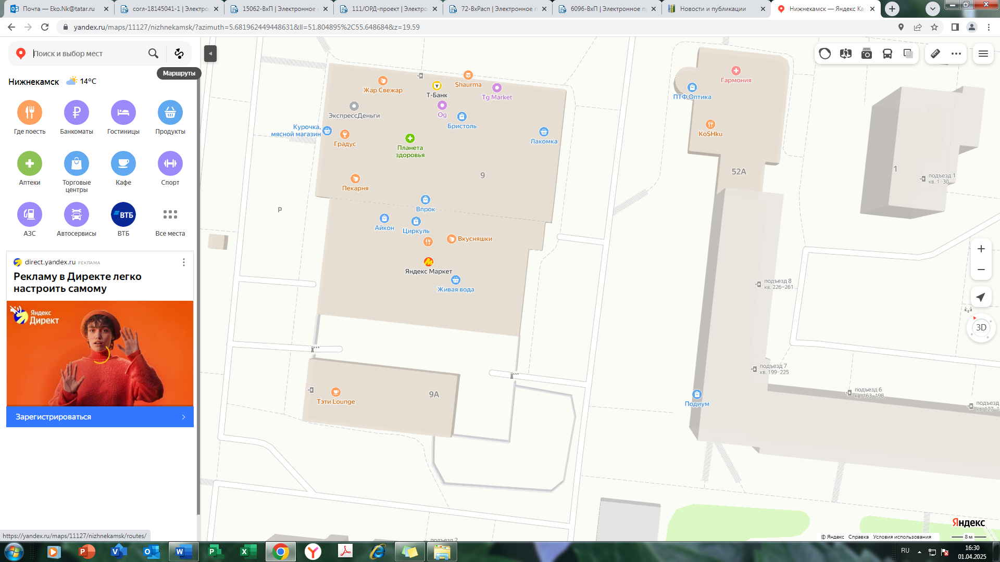 Почта — Eko.Nk@tatar.ru
согл-18145041-1 | Электро
15062-ВхП | Электронное
111/ОРД-проект | Электро
72-ВхРасп | Электронное п
6096-ВхП | Электронное п
Новости и публикации
Нижнекамск — Яндекс Ка
yandex.ru/maps/11127/nizhnekamsk/?azimuth=5.681962449448631&ll=51.804895%2C55.648684&z=19.59
Поиск и выбор мест
Маршруты
Нижнекамск 14°C
Где поесть
Банкоматы
Гостиницы
Продукты
Аптеки
Торговые
центры
Кафе
Спорт
АЗС
Автосервисы
ВТБ
ВТБ
Все места
direct.yandex.ru РЕКЛАМА
Рекламу в Директе легко
настроить самому
Яндекс
Директ
Зарегистрироваться
https://yandex.ru/maps/11127/nizhnekamsk/routes/
Жар Свежар
Т-Банк
Shaurma
Tg Market
ЭкспрессДеньги
Og
Бристоль
Курочка,
мясной магазин
Градус
Планета
здоровья
Лакомка
9
Пекарня
P
Впрок
Айкон
Циркуль
Вкусняшки
Яндекс Маркет
Живая вода
9А
Тэти Lounge
Гармония
ПТФ Оптика
KoSHku
52А
1
подъезд 1
кв. 1–30
подъезд 8
кв. 226–261
подъезд 7
кв. 199–225
подъезд 6
кв. 163–198
подъезд
кв. 127–1
Подиум
подъезд 2
3D
Яндекс
© Яндекс Справка Условия использования
8 м
RU
16:30
01.04.2025